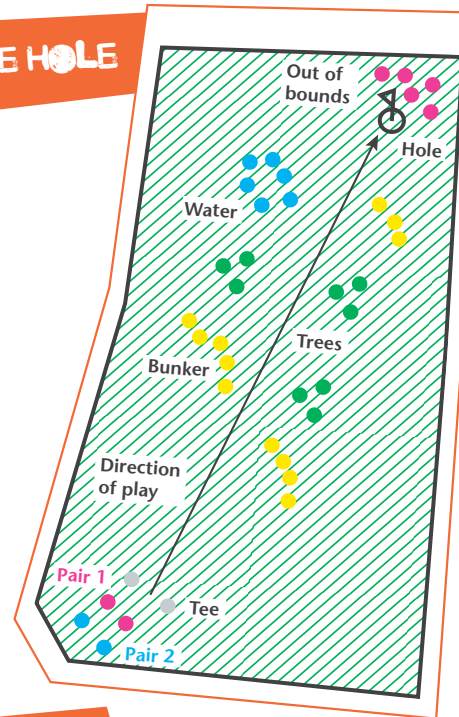 E HOLE
Out of
bounds
Hole
Water
Trees
Bunker
Direction
of play
Pair 1
Tee
Pair 2